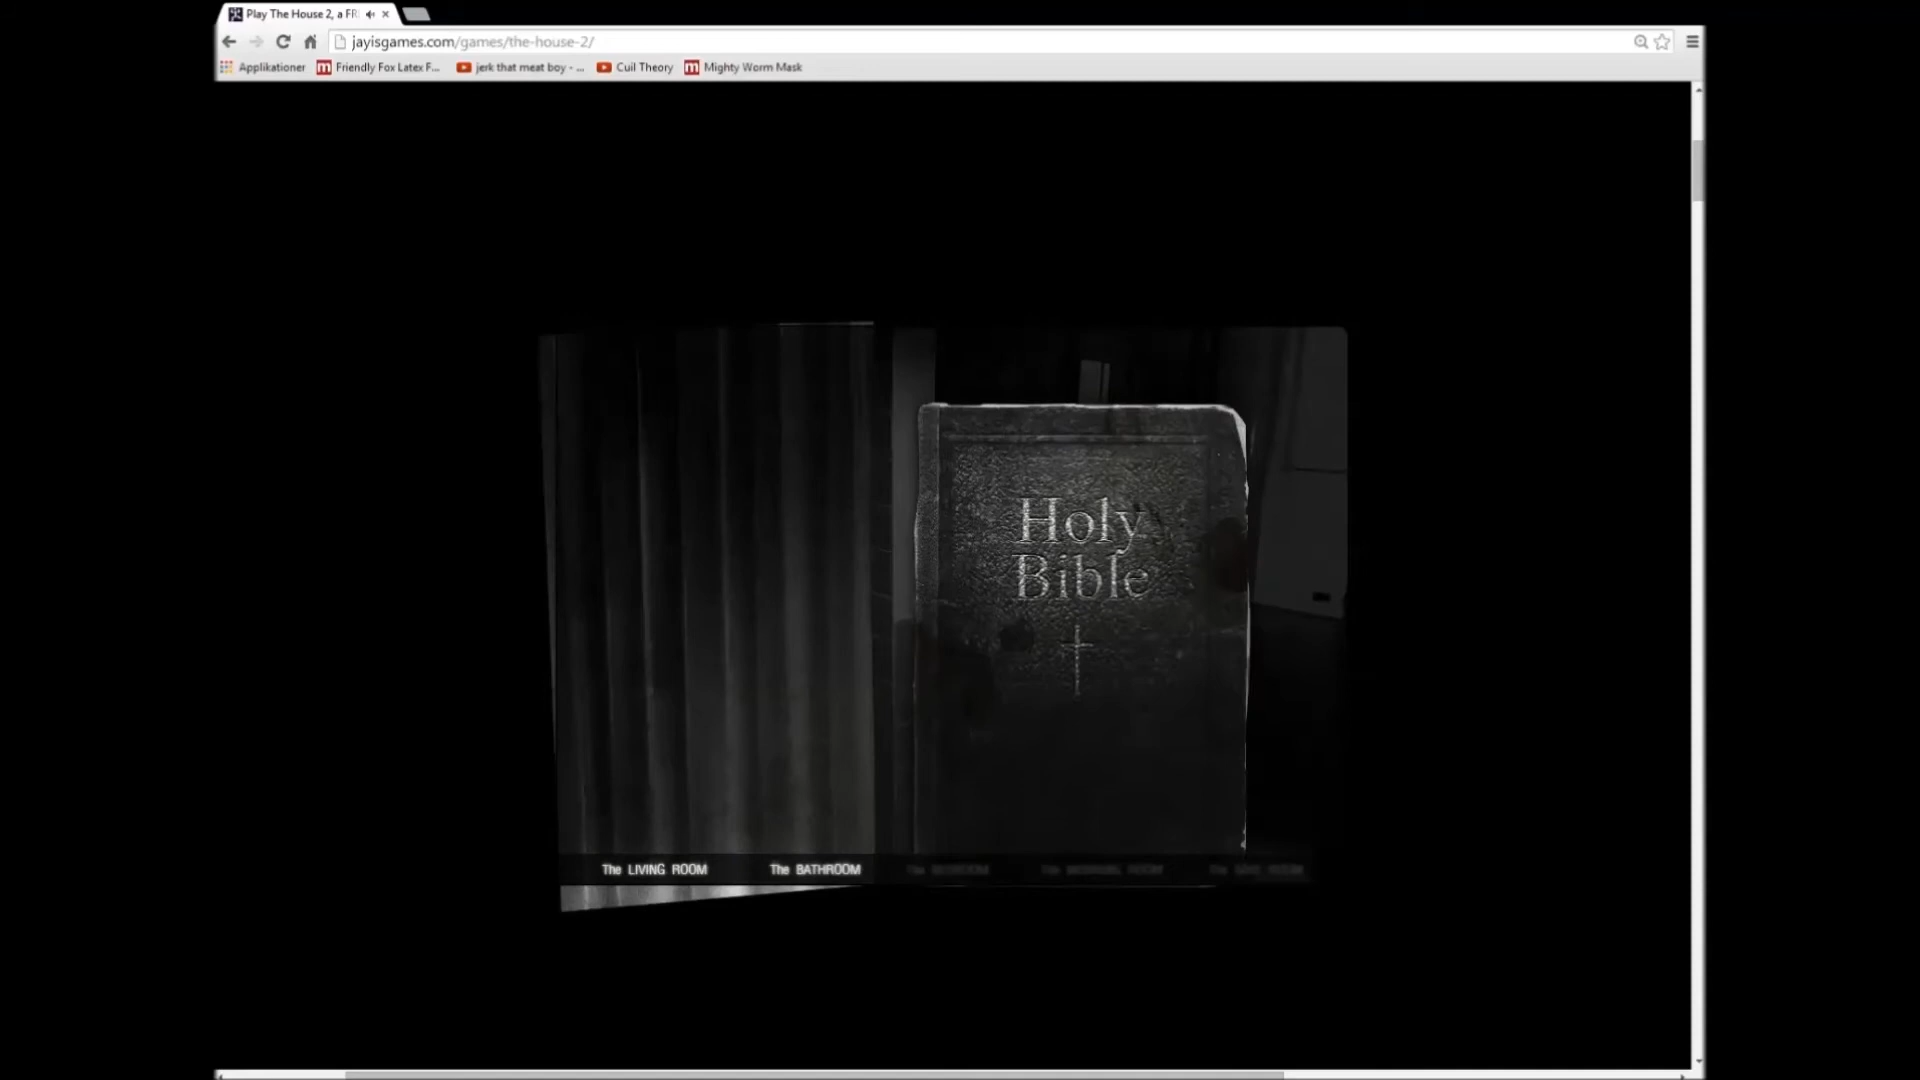 Play The House 2, a FR
jayisgames.com/games/the-house-2/
Applikationer Friendly Fox Latex F... jerk that meat boy - ... Cuil Theory Mighty Worm Mask
Holy
Bible
The LIVING ROOM The BATHROOM